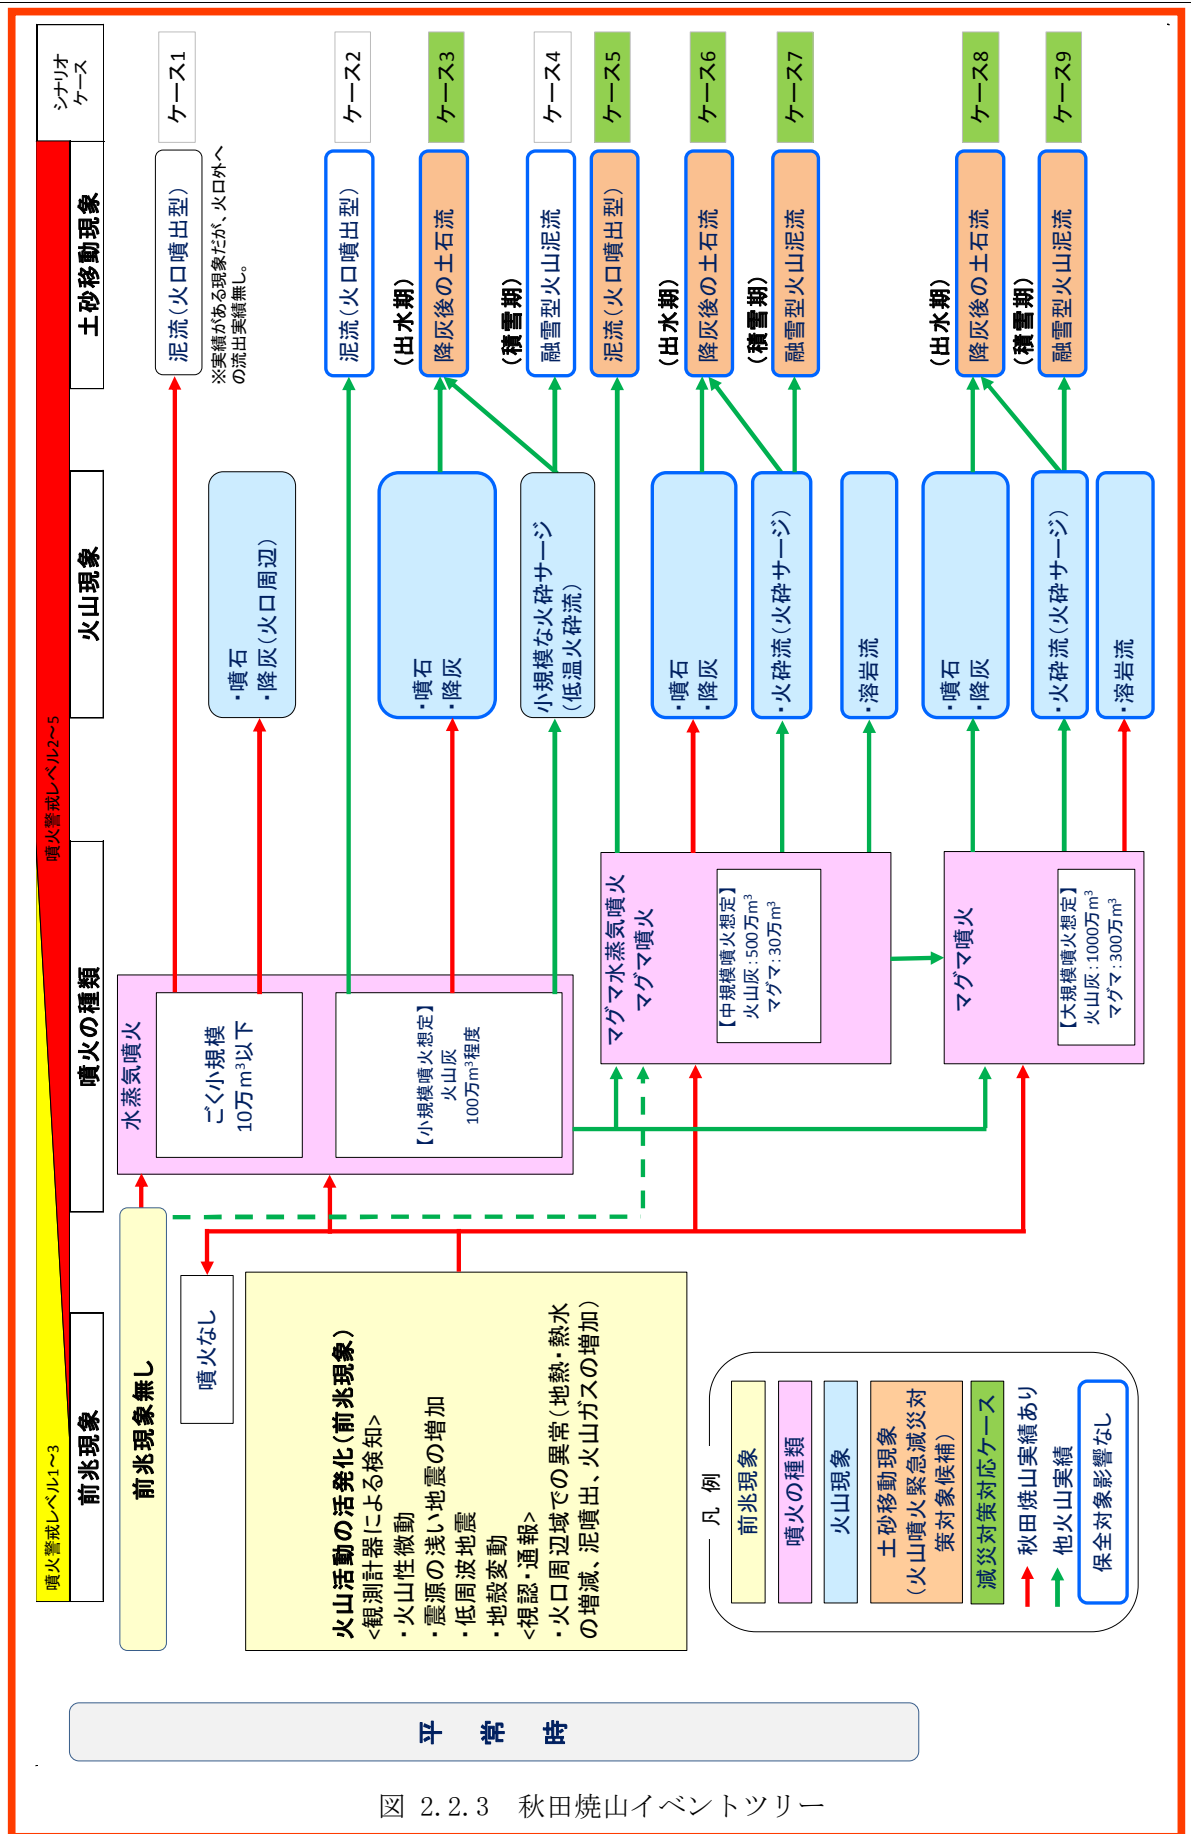 噴火警戒レベル1～3
噴火警戒レベル2～5
前兆現象
噴火の種類
火山現象
土砂移動現象
シナリオ
ケース
平常時
前兆現象無し
噴火なし
火山活動の活発化(前兆現象)
<観測計器による検知>
・火山性微動
・震源の浅い地震の増加
・低周波地震
・地殻変動
<視認・通報>
・火口周辺域での異常(地熱・熱水
の増減、泥噴出、火山ガスの増加)
水蒸気噴火
ごく小規模
10万m³以下
【小規模噴火想定】
火山灰
100万m³程度
マグマ水蒸気噴火
マグマ噴火
【中規模噴火想定】
火山灰：500万m³
マグマ：30万m³
マグマ噴火
【大規模噴火想定】
火山灰：1000万m³
マグマ：300万m³
・噴石
・降灰(火口周辺)
・噴石
・降灰
小規模な火砕サージ
(低温火砕流)
・噴石
・降灰
・火砕流(火砕サージ)
・溶岩流
・噴石
・降灰
・火砕流(火砕サージ)
・溶岩流
泥流(火口噴出型)
ケース1
※実績がある現象だが、火口外へ
の流出実績無し。
泥流(火口噴出型)
ケース2
(出水期)
降灰後の土石流
ケース3
(積雪期)
融雪型火山泥流
ケース4
泥流(火口噴出型)
ケース5
(出水期)
降灰後の土石流
ケース6
(積雪期)
融雪型火山泥流
ケース7
(出水期)
降灰後の土石流
ケース8
(積雪期)
融雪型火山泥流
ケース9
凡 例
前兆現象
噴火の種類
火山現象
土砂移動現象
(火山噴火緊急減災対
策対象候補)
減災対策対応ケース
秋田焼山実績あり
他火山実績
保全対象影響なし
図 2.2.3　秋田焼山イベントツリー